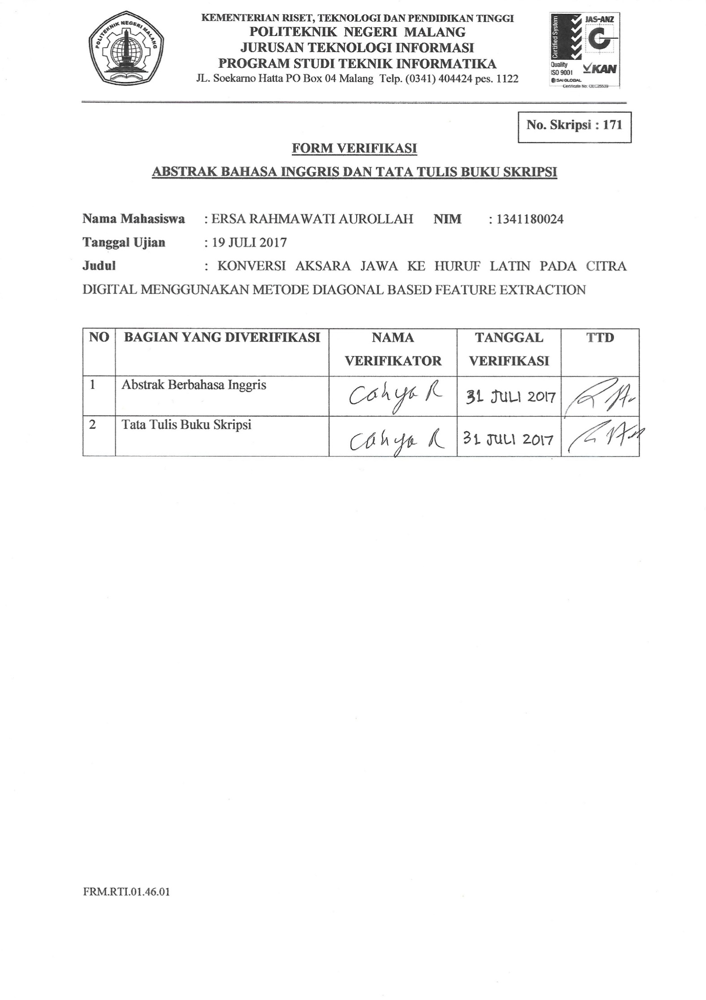 POLITEKNIK NEGERI MALANG
KEMENTERIAN RISET, TEKNOLOGI DAN PENDIDIKAN TINGGI
POLITEKNIK NEGERI MALANG
JURUSAN TEKNOLOGI INFORMASI
PROGRAM STUDI TEKNIK INFORMATIKA
JL. Soekarno Hatta PO Box 04 Malang Telp. (0341) 404424 pes. 1122
Certified System
JAS-ANZ
Quality
ISO 9001
KAN
SAI GLOBAL
Certificate No: QEC25539
No. Skripsi : 171
FORM VERIFIKASI
ABSTRAK BAHASA INGGRIS DAN TATA TULIS BUKU SKRIPSI
Nama Mahasiswa : ERSA RAHMAWATI AUROLLAH NIM : 1341180024
Tanggal Ujian : 19 JULI 2017
Judul : KONVERSI AKSARA JAWA KE HURUF LATIN PADA CITRA
DIGITAL MENGGUNAKAN METODE DIAGONAL BASED FEATURE EXTRACTION
NO BAGIAN YANG DIVERIFIKASI NAMA TANGGAL TTD
VERIFIKATOR VERIFIKASI
1 Abstrak Berbahasa Inggris Cahya R 31 JULI 2017
2 Tata Tulis Buku Skripsi Cahya R 31 JULI 2017
FRM.RTI.01.46.01